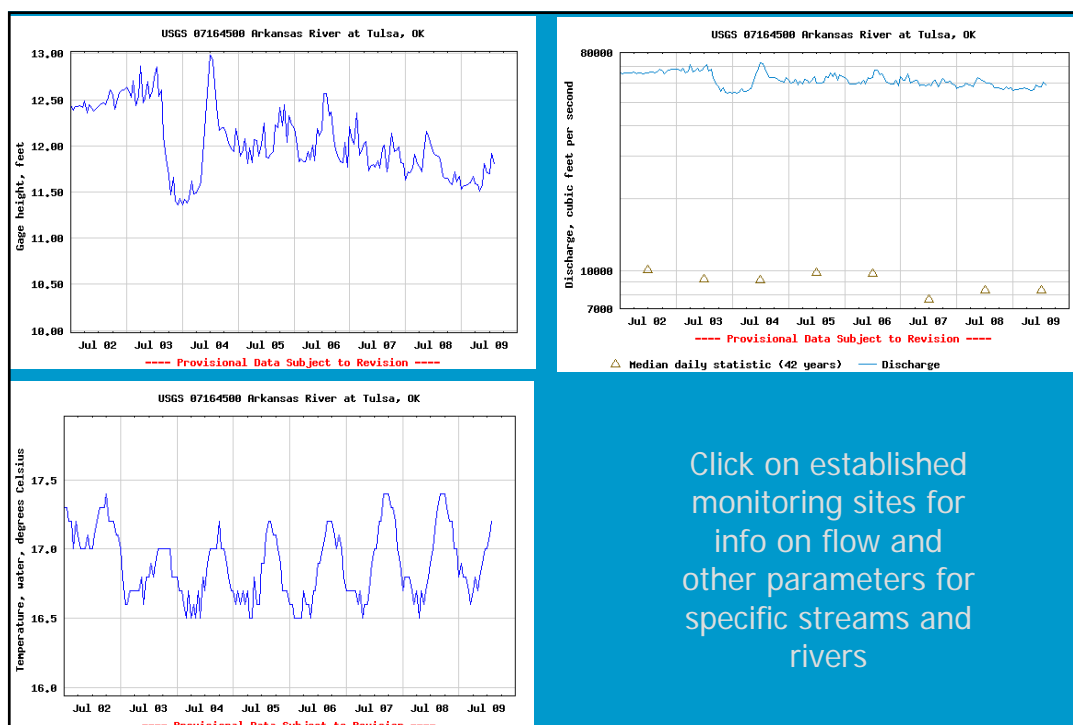 USGS 07164500 Arkansas River at Tulsa, OK
Gage height, feet
13.00
12.50
12.00
11.50
11.00
10.50
10.00
Jul 02 Jul 03 Jul 04 Jul 05 Jul 06 Jul 07 Jul 08 Jul 09
---- Provisional Data Subject to Revision ----
USGS 07164500 Arkansas River at Tulsa, OK
Discharge, cubic feet per second
80000
10000
7000
Jul 02 Jul 03 Jul 04 Jul 05 Jul 06 Jul 07 Jul 08 Jul 09
---- Provisional Data Subject to Revision ----
△ Median daily statistic (42 years) — Discharge
USGS 07164500 Arkansas River at Tulsa, OK
Temperature, water, degrees Celsius
17.5
17.0
16.5
16.0
Jul 02 Jul 03 Jul 04 Jul 05 Jul 06 Jul 07 Jul 08 Jul 09
---- Provisional Data Subject to Revision ----
Click on established
monitoring sites for
info on flow and
other parameters for
specific streams and
rivers